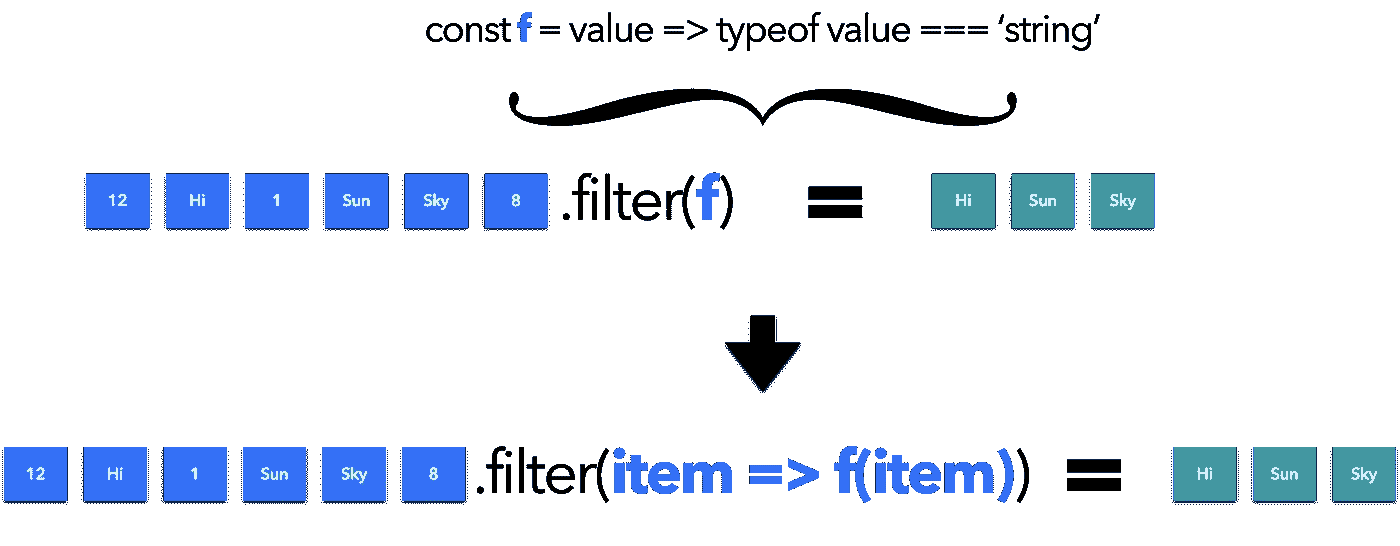 const f = value => typeof value === ‘string’
12 Hi 1 Sun Sky 8 .filter(f) = Hi Sun Sky
12 Hi 1 Sun Sky 8 .filter(item => f(item)) = Hi Sun Sky